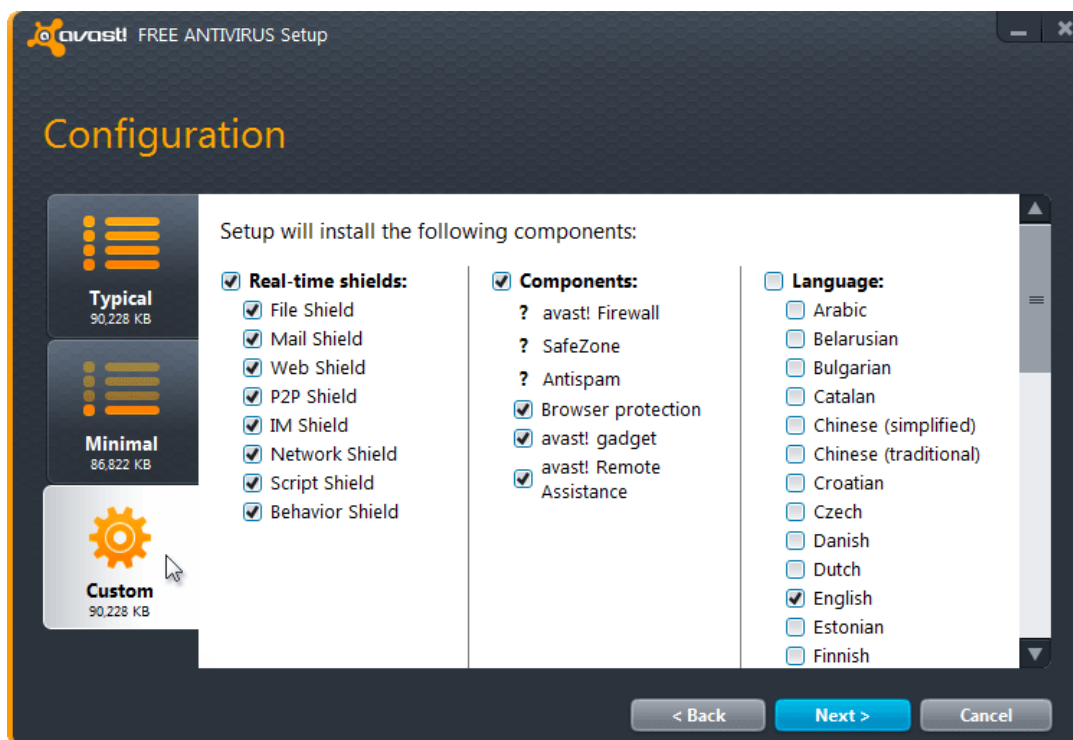 avast! FREE ANTIVIRUS Setup
Configuration
Typical
90,228 KB
Minimal
86,822 KB
Custom
90,228 KB
Setup will install the following components:
Real-time shields:
File Shield
Mail Shield
Web Shield
P2P Shield
IM Shield
Network Shield
Script Shield
Behavior Shield
Components:
? avast! Firewall
? SafeZone
? Antispam
Browser protection
avast! gadget
avast! Remote
Assistance
Language:
Arabic
Belarusian
Bulgarian
Catalan
Chinese (simplified)
Chinese (traditional)
Croatian
Czech
Danish
Dutch
English
Estonian
Finnish
< Back
Next >
Cancel